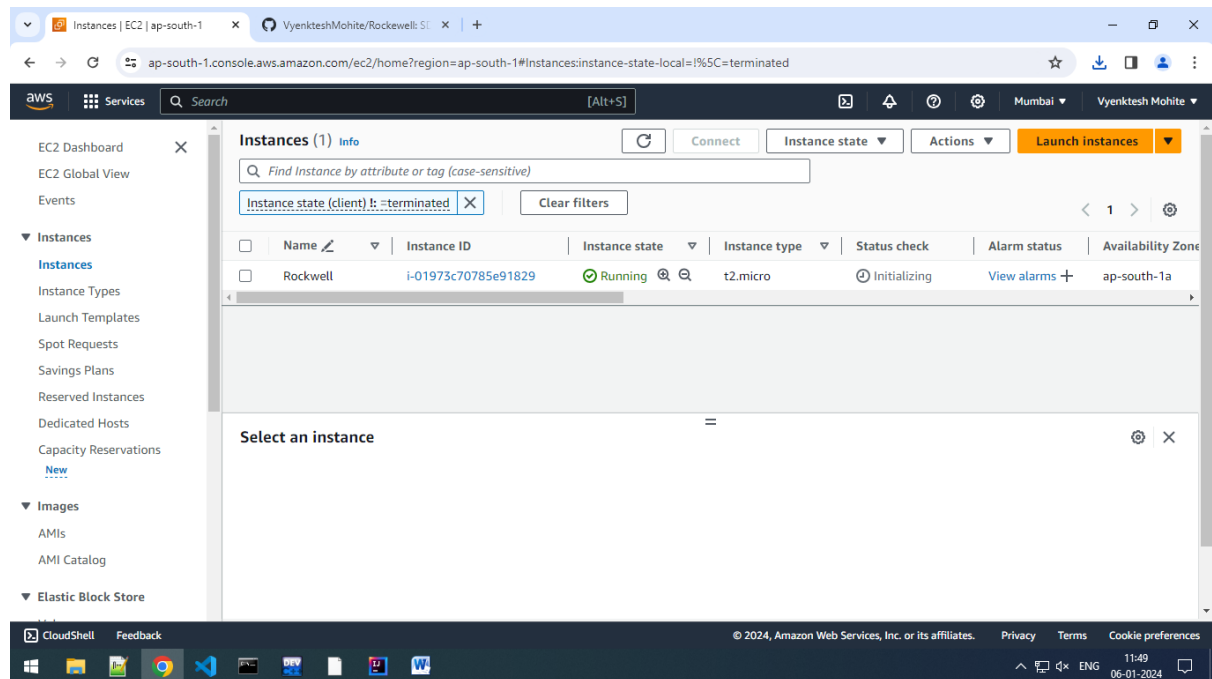 Instances | EC2 | ap-south-1
VyenkteshMohite/Rockewell: SD
ap-south-1.console.aws.amazon.com/ec2/home?region=ap-south-1#Instances:instance-state-local=!%5C=terminated
aws Services Search [Alt+S] Mumbai Vyenktesh Mohite
EC2 Dashboard
EC2 Global View
Events
Instances
Instances
Instance Types
Launch Templates
Spot Requests
Savings Plans
Reserved Instances
Dedicated Hosts
Capacity Reservations
New
Images
AMIs
AMI Catalog
Elastic Block Store
Instances (1) Info Connect Instance state Actions Launch instances
Find Instance by attribute or tag (case-sensitive)
Instance state (client) !: =terminated Clear filters
1
Name Instance ID Instance state Instance type Status check Alarm status Availability Zone
Rockwell i-01973c70785e91829 Running t2.micro Initializing View alarms ap-south-1a
Select an instance
CloudShell Feedback © 2024, Amazon Web Services, Inc. or its affiliates. Privacy Terms Cookie preferences
DEV W ENG 11:49
06-01-2024